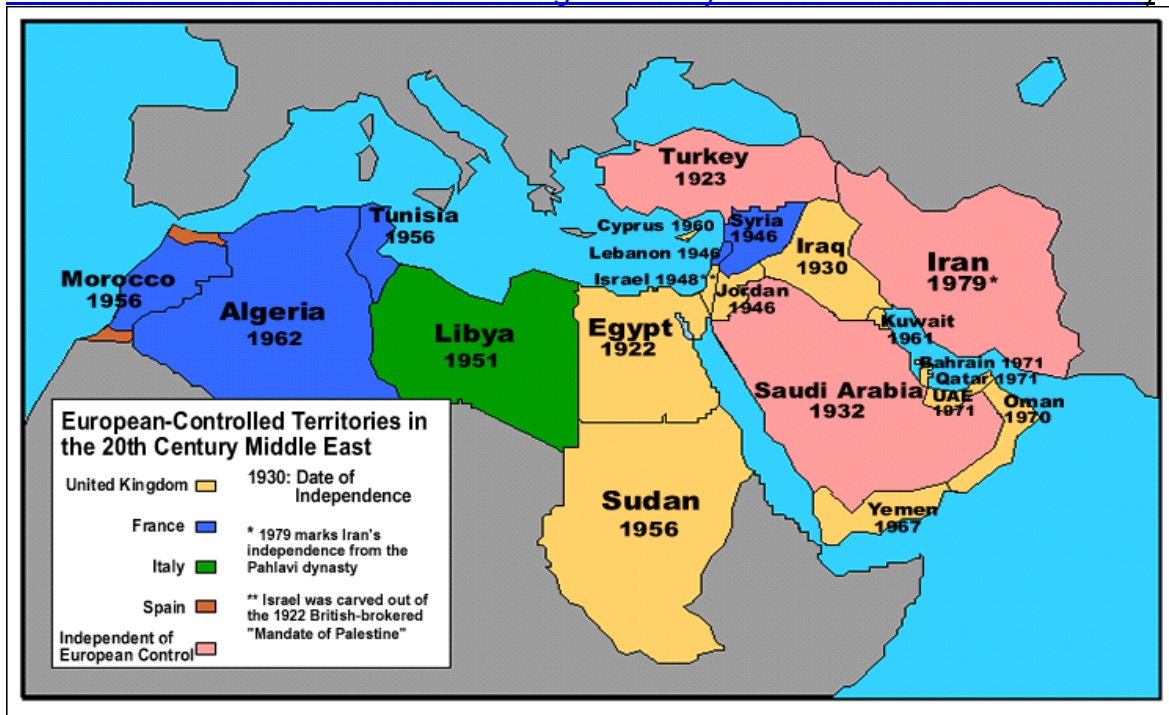 Turkey
1923
Tunisia
1956
Cyprus 1960
Syria
1946
Lebanon 1946
Iraq
1930
Iran
1979*
Morocco
1956
Israel 1948**
Jordan
1946
Algeria
1962
Libya
1951
Egypt
1922
Kuwait
1961
Bahrain 1971
Qatar 1971
UAE
1971
Oman
1970
Saudi Arabia
1932
Sudan
1956
Yemen
1967
European-Controlled Territories in
the 20th Century Middle East
United Kingdom
France
Italy
Spain
Independent of
European Control
1930: Date of
Independence
* 1979 marks Iran's
independence from the
Pahlavi dynasty
** Israel was carved out of
the 1922 British-brokered
"Mandate of Palestine"